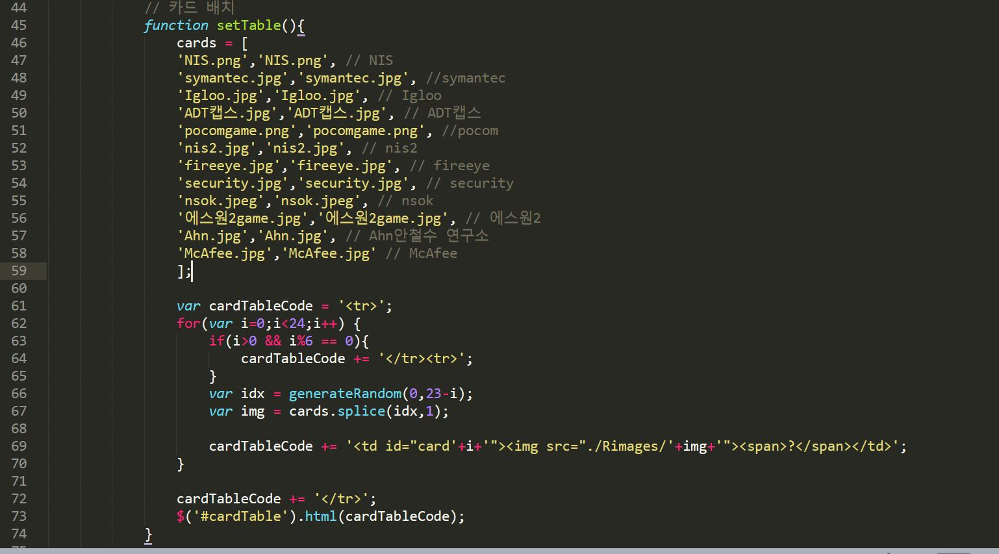 44 // 카드 배치
45 function setTable(){
46 cards = [
47 'NIS.png','NIS.png', // NIS
48 'symantec.jpg','symantec.jpg', //symantec
49 'Igloo.jpg','Igloo.jpg', // Igloo
50 'ADT캡스.jpg','ADT캡스.jpg', // ADT캡스
51 'pocomgame.png','pocomgame.png', //pocom
52 'nis2.jpg','nis2.jpg', // nis2
53 'fireeye.jpg','fireeye.jpg', // fireeye
54 'security.jpg','security.jpg', // security
55 'nsok.jpeg','nsok.jpeg', // nsok
56 '에스원2game.jpg','에스원2game.jpg', // 에스원2
57 'Ahn.jpg','Ahn.jpg', // Ahn안철수 연구소
58 'McAfee.jpg','McAfee.jpg' // McAfee
59 ];
60
61 var cardTableCode = '<tr>';
62 for(var i=0;i<24;i++) {
63 if(i>0 && i%6 == 0){
64 cardTableCode += '</tr><tr>';
65 }
66 var idx = generateRandom(0,23-i);
67 var img = cards.splice(idx,1);
68
69 cardTableCode += '<td id="card'+i+'"><img src="./Rimages/'+img+'"><span>?</span></td>';
70 }
71
72 cardTableCode += '</tr>';
73 $('#cardTable').html(cardTableCode);
74 }